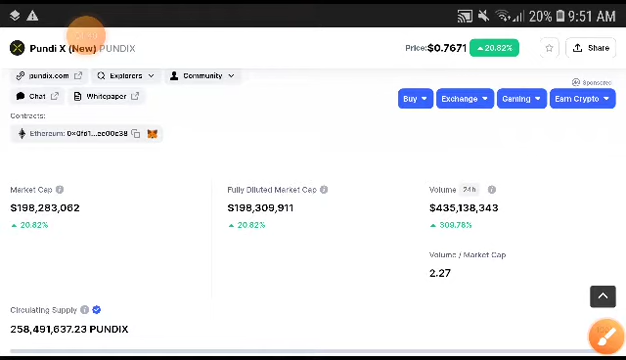 20% 9:51 AM
Pundi X (New) PUNDIX Price:$0.7671 20.82% Share
pundix.com Explorers Community
Sponsored
Chat Whitepaper Buy Exchange Gaming Earn Crypto
Contracts:
Ethereum:
Market Cap Fully Diluted Market Cap Volume 24h
$198,283,062 $198,309,911 $435,138,343
20.82% 20.82% 309.78%
Volume / Market Cap
2.27
Circulating Supply
258,491,637.23 PUNDIX